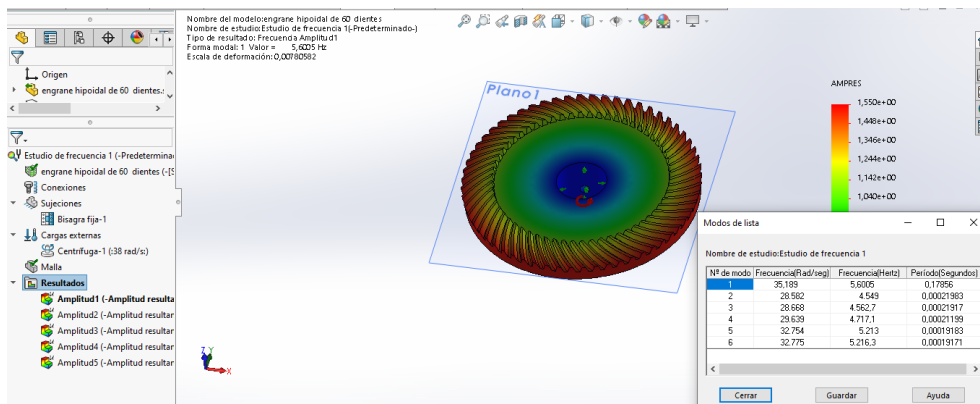 Nombre del modelo:engrane hipoidal de 60 dientes
Nombre de estudio:Estudio de frecuencia 1(-Predeterminado-)
Tipo de resultado: Frecuencia Amplitud1
Forma modal: 1 Valor = 5,6005 Hz
Escala de deformación: 0,00780582
Origen
engrane hipoidal de 60 dientes.
Estudio de frecuencia 1 (-Predetermina
engrane hipoidal de 60 dientes (-[S
Conexiones
Sujeciones
Bisagra fija-1
Cargas externas
Centrífuga-1 (:38 rad/s:)
Malla
Resultados
Amplitud1 (-Amplitud resulta
Amplitud2 (-Amplitud resultar
Amplitud3 (-Amplitud resultar
Amplitud4 (-Amplitud resultar
Amplitud5 (-Amplitud resultar
Plano1
Z Y
X
AMPRES
1,550e+00
1,448e+00
1,346e+00
1,244e+00
1,142e+00
1,040e+00
Modos de lista
Nombre de estudio:Estudio de frecuencia 1
Nº de modo Frecuencia(Rad/seg) Frecuencia(Hertz) Período(Segundos)
1 35,189 5,6005 0,17856
2 28.582 4.549 0,00021983
3 28.668 4.562,7 0,00021917
4 29.639 4.717,1 0,00021199
5 32.754 5.213 0,00019183
6 32.775 5.216,3 0,00019171
Cerrar Guardar Ayuda